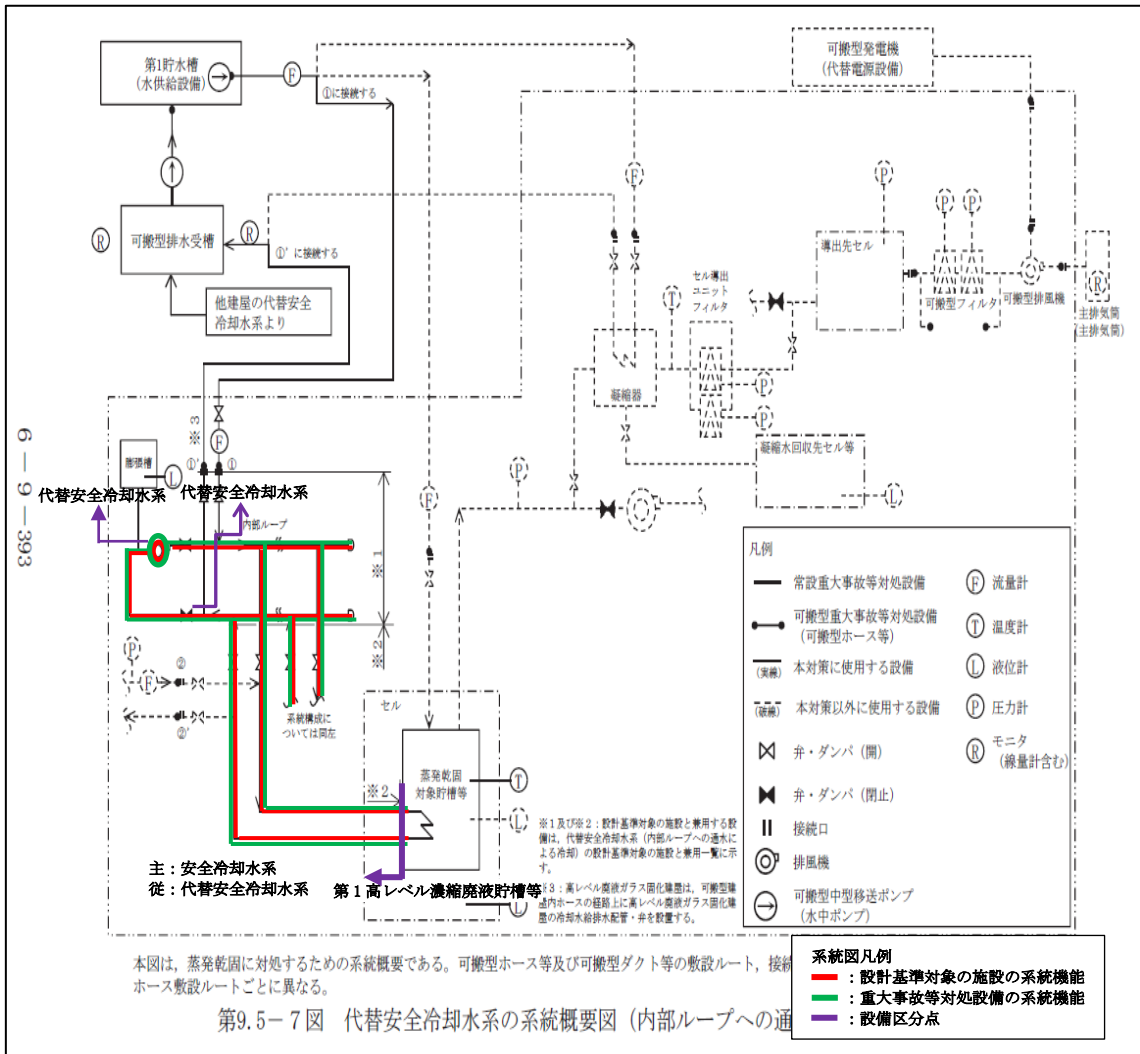 第1貯水槽
(水供給設備)
F
①に接続する
可搬型発電機
(代替電源設備)
F
P
P
P
R
可搬型排水受槽
R
①'に接続する
他建屋の代替安全
冷却水系より
セル導出
ユニット
フィルタ
T
導出先セル
可搬型フィルタ
可搬型排風機
R
主排気筒
(主排気筒)
凝縮器
P
P
凝縮水回収先セル等
L
※3
F
膨張槽
①'
①
L
代替安全冷却水系
代替安全冷却水系
内部ループ
※1
※2
P
F
②
②'
系統構成に
ついては同左
F
P
セル
蒸発乾固
対象貯槽等
T
L
※2
主：安全冷却水系
従：代替安全冷却水系
第1高レベル濃縮廃液貯槽等
L
※1及び※2：設計基準対象の施設と兼用する設
備は，代替安全冷却水系（内部ループへの通水に
よる冷却）の設計基準対象の施設と兼用一覧に示
す。
※3：高レベル廃液ガラス固化建屋は，可搬型建
屋内ホースの経路上に高レベル廃液ガラス固化建
屋の冷却水給排水配管・弁を設置する。
凡例
常設重大事故等対処設備
可搬型重大事故等対処設備
(可搬型ホース等)
(実線)
本対策に使用する設備
(破線)
本対策以外に使用する設備
弁・ダンパ（開）
弁・ダンパ（閉止）
接続口
排風機
可搬型中型移送ポンプ
(水中ポンプ)
F 流量計
T 温度計
L 液位計
P 圧力計
R モニタ
(線量計含む)
本図は，蒸発乾固に対処するための系統概要である。可搬型ホース等及び可搬型ダクト等の敷設ルート，接続
ホース敷設ルートごとに異なる。
第9.5－7図　代替安全冷却水系の系統概要図（内部ループへの通
系統図凡例
：設計基準対象の施設の系統機能
：重大事故等対処設備の系統機能
：設備区分点
6－9－393